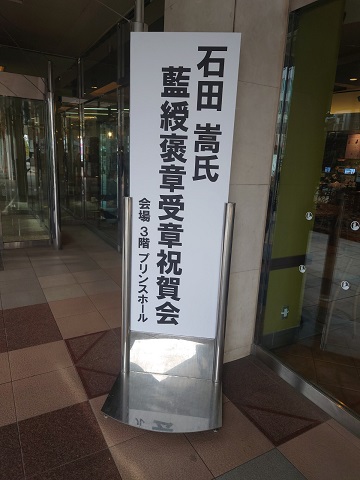 石田 嵩氏
藍綬褒章受章祝賀会
会場 3階 プリンスホール